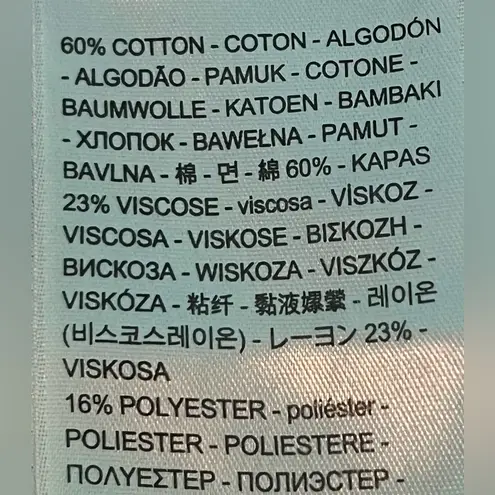 60% COTTON - COTON - ALGODÓN
- ALGODÃO - PAMUK - COTONE -
BAUMWOLLE - KATOEN - BAMBAKI
- ХЛОПОК - BAWEŁNA - PAMUT -
BAVLNA - 棉 - 면 - 綿 60% - KAPAS
23% VISCOSE - viscosa - VİSKOZ -
VISCOSA - VISKOSE - ΒΙΣΚΟΖΗ -
ВИСКОЗА - WISKOZA - VISZKÓZ -
VISKÓZA - 粘纤 - 黏液嫘縈 - 레이온
(비스코스레이온) - レーヨン 23% -
VISKOSA
16% POLYESTER - poliéster -
POLIESTER - POLIESTERE -
ΠΟΛΥΕΣΤΕΡ - ПОЛИЭСТЕР -